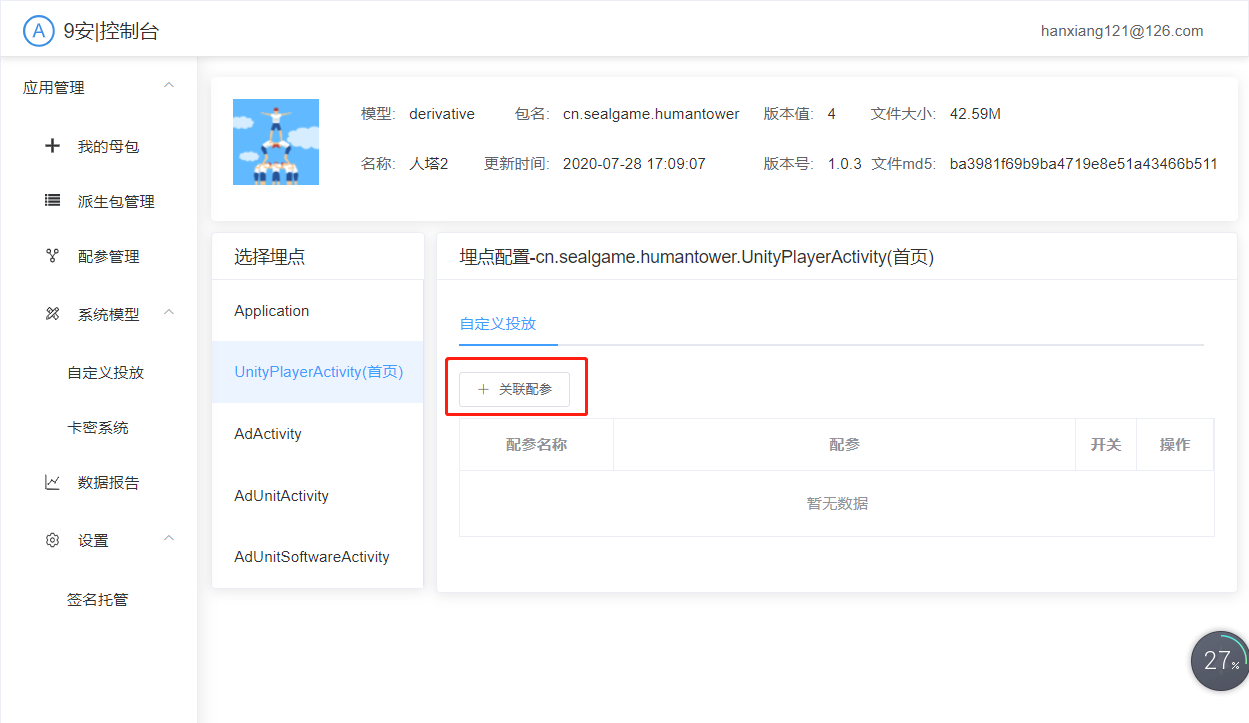 A 9安|控制台
hanxiang121@126.com
应用管理
我的母包
派生包管理
配参管理
系统模型
自定义投放
卡密系统
数据报告
设置
签名托管
模型: derivative 包名: cn.sealgame.humantower 版本值: 4 文件大小: 42.59M
名称: 人塔2 更新时间: 2020-07-28 17:09:07 版本号: 1.0.3 文件md5: ba3981f69b9ba4719e8e51a43466b511
选择埋点
Application
UnityPlayerActivity(首页)
AdActivity
AdUnitActivity
AdUnitSoftwareActivity
埋点配置-cn.sealgame.humantower.UnityPlayerActivity(首页)
自定义投放
+ 关联配参
配参名称 配参 开关 操作
暂无数据
27%